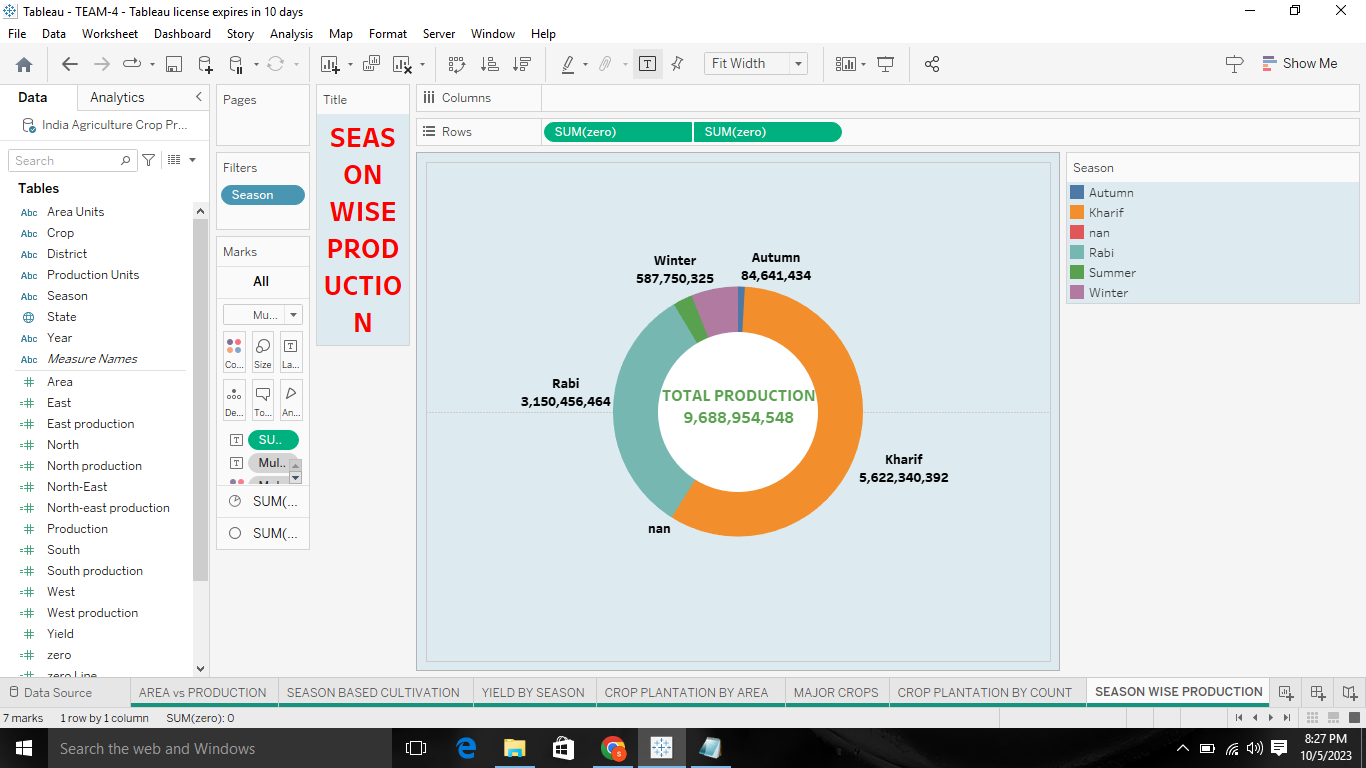 Tableau - TEAM-4 - Tableau license expires in 10 days
File Data Worksheet Dashboard Story Analysis Map Format Server Window Help
Fit Width
Show Me
Data Analytics
India Agriculture Crop Pr...
Search
Tables
Abc Area Units
Abc Crop
Abc District
Abc Production Units
Abc Season
State
Abc Year
Abc Measure Names
Area
East
East production
North
North production
North-East
North-east production
Production
South
South production
West
West production
Yield
zero
zero Line
Pages
Filters
Season
Marks
All
Mu...
Co... Size La...
De... To... An...
SU..
Mul..
SUM(...
SUM(...
Title
SEAS
ON
WISE
PROD
UCTIO
N
Columns
Rows SUM(zero) SUM(zero)
Winter
587,750,325
Autumn
84,641,434
Rabi
3,150,456,464
TOTAL PRODUCTION
9,688,954,548
Kharif
5,622,340,392
nan
Season
Autumn
Kharif
nan
Rabi
Summer
Winter
Data Source AREA vs PRODUCTION SEASON BASED CULTIVATION YIELD BY SEASON CROP PLANTATION BY AREA MAJOR CROPS CROP PLANTATION BY COUNT SEASON WISE PRODUCTION
7 marks 1 row by 1 column SUM(zero): 0
Search the web and Windows
8:27 PM
10/5/2023